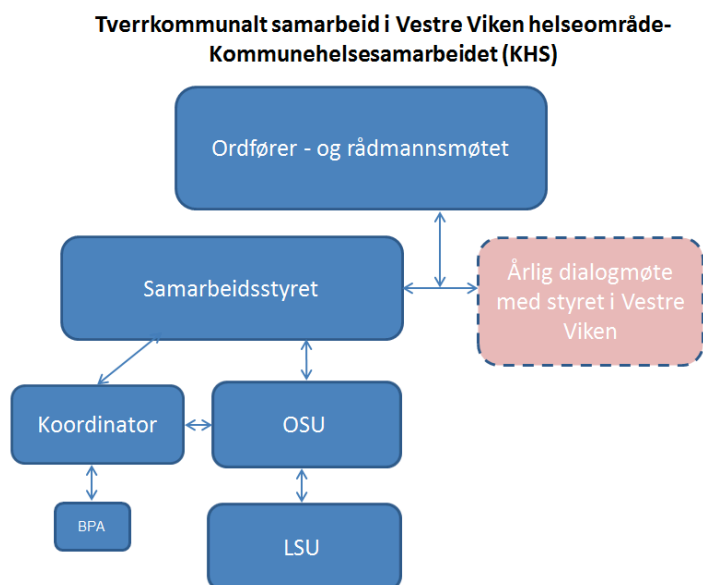 Tverrkommunalt samarbeid i Vestre Viken helseområde-
Kommunehelsesamarbeidet (KHS)
Ordfører - og rådmannsmøtet
Samarbeidsstyret
Årlig dialogmøte
med styret i Vestre
Viken
Koordinator
OSU
BPA
LSU